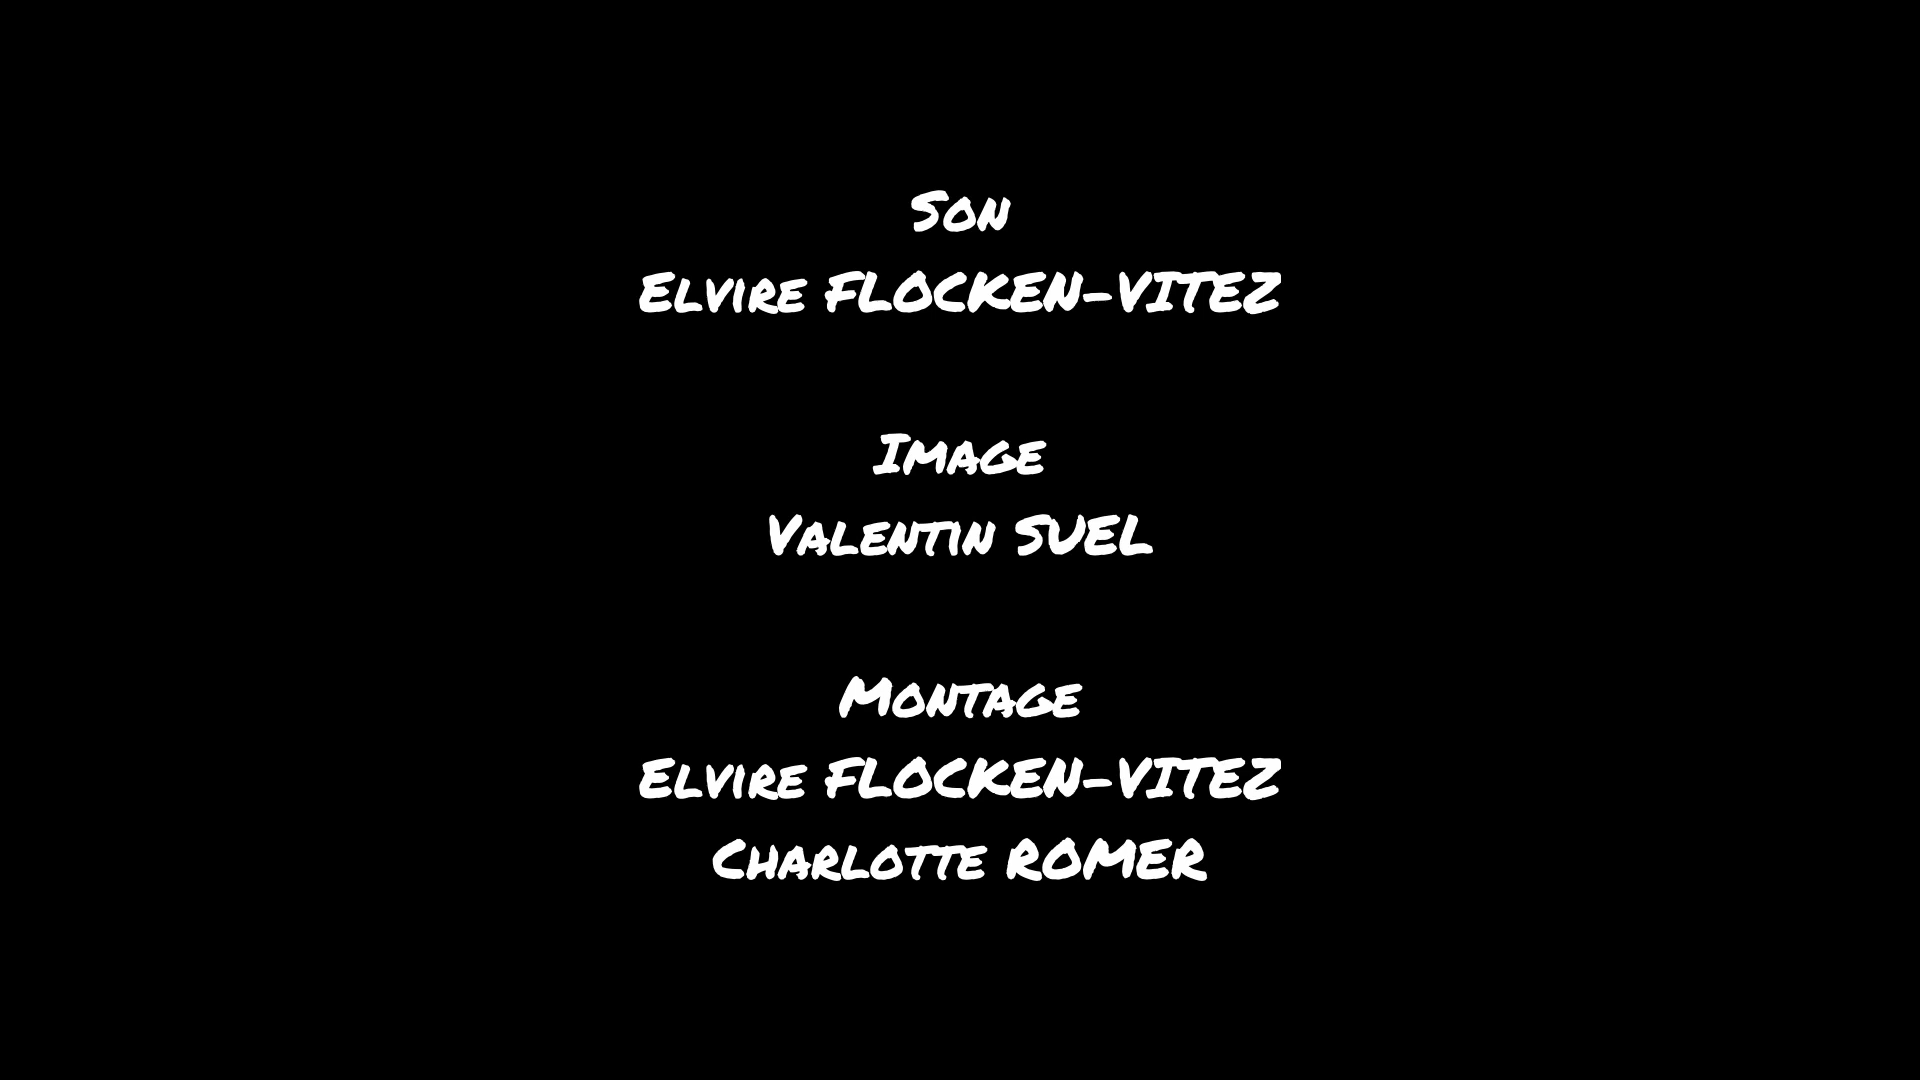 Son
Elvire FLOCKEN-VITEZ
Image
Valentin SUEL
Montage
Elvire FLOCKEN-VITEZ
Charlotte ROMER